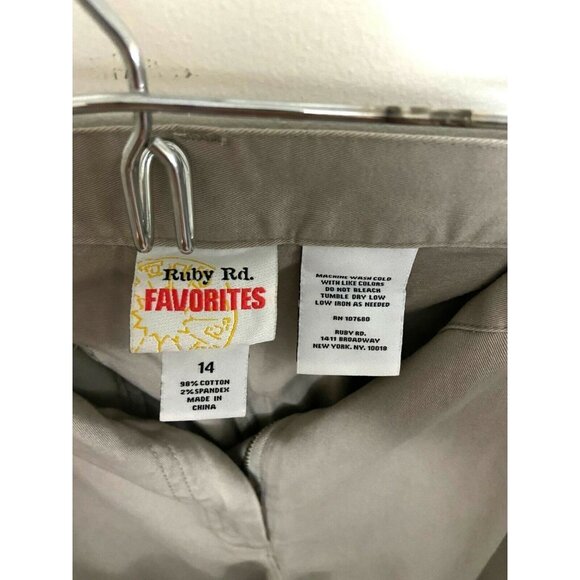 Ruby Rd.
FAVORITES
14
98% COTTON
2% SPANDEX
MADE IN
CHINA
MACHINE WASH COLD
WITH LIKE COLORS
DO NOT BLEACH
TUMBLE DRY LOW
LOW IRON AS NEEDED
RN 107680
RUBY RD.
1411 BROADWAY
NEW YORK. NY. 10018